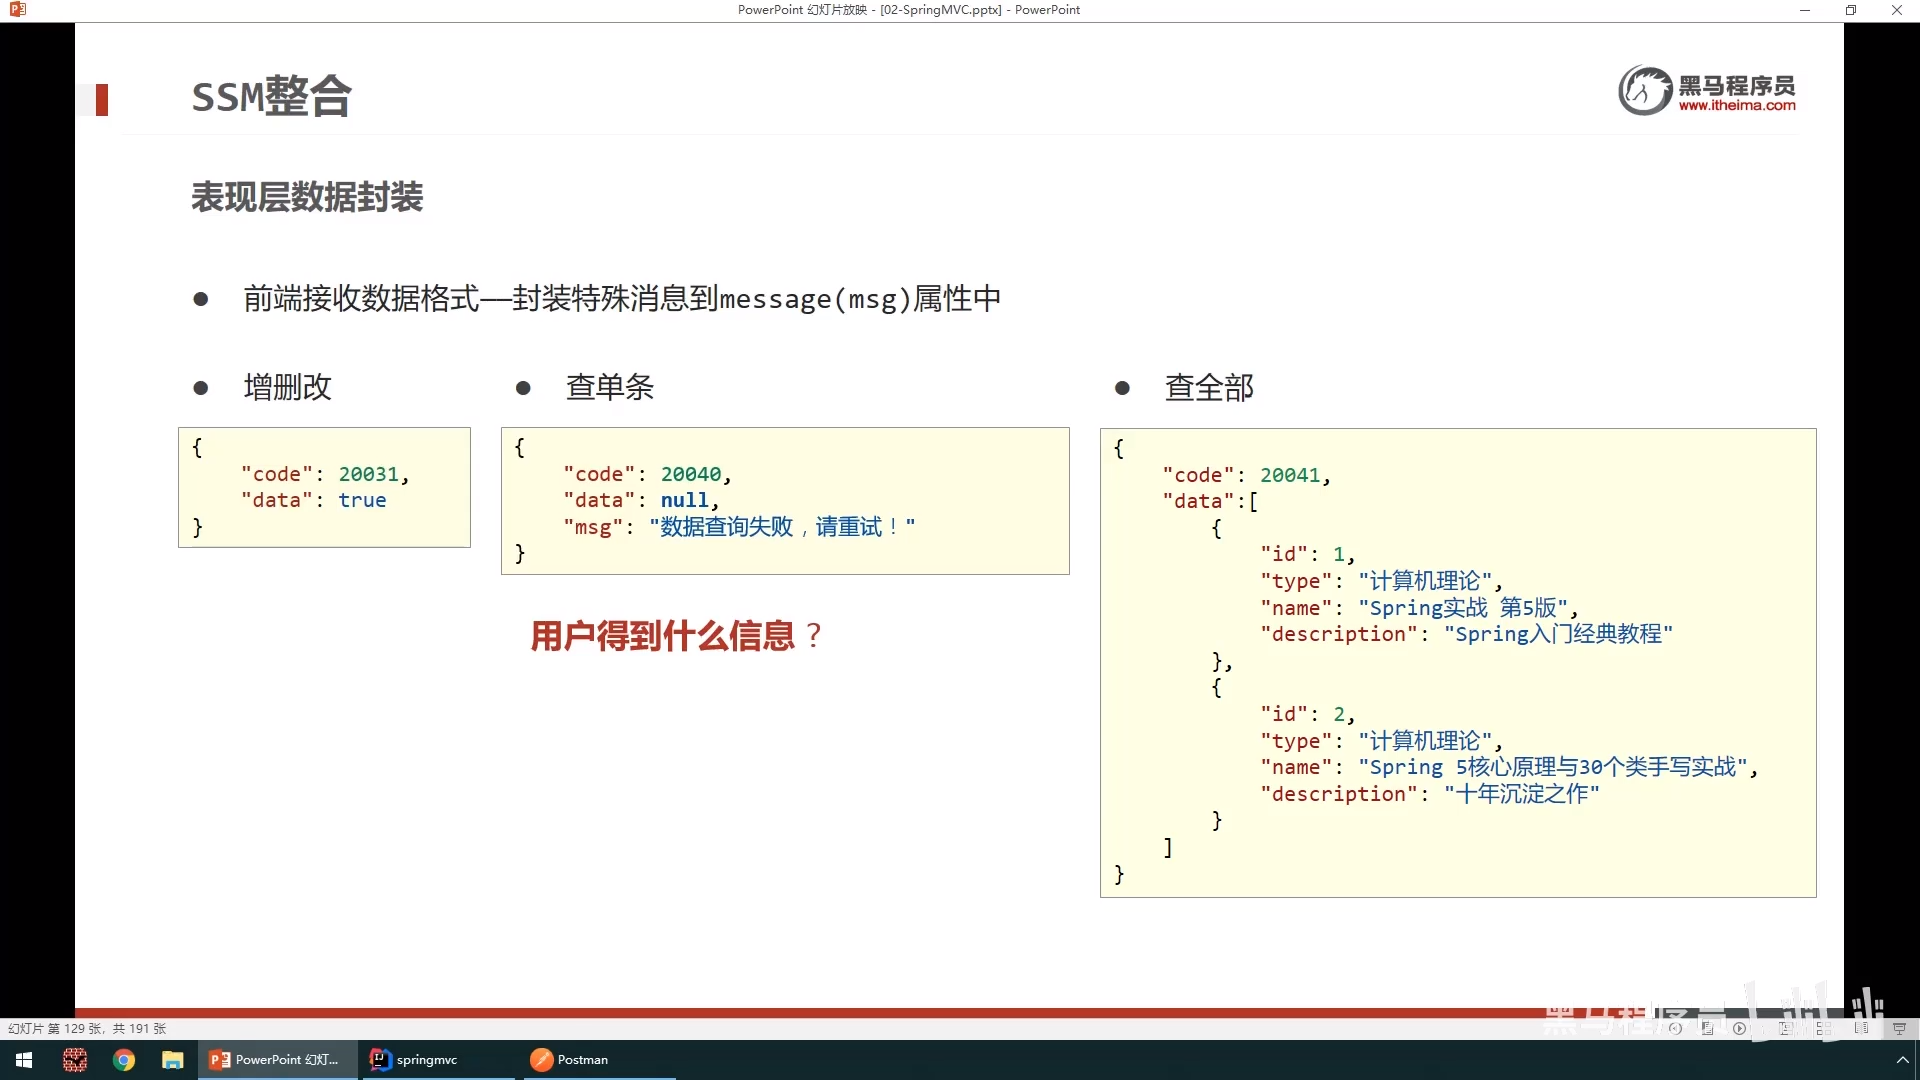 PowerPoint 幻灯片放映 - [02-SpringMVC.pptx] - PowerPoint
SSM整合
黑马程序员
www.itheima.com
表现层数据封装
● 前端接收数据格式—封装特殊消息到message(msg)属性中
● 增删改
{
"code": 20031,
"data": true
}
● 查单条
{
"code": 20040,
"data": null,
"msg": "数据查询失败，请重试！"
}
用户得到什么信息？
● 查全部
{
"code": 20041,
"data":[
{
"id": 1,
"type": "计算机理论",
"name": "Spring实战 第5版",
"description": "Spring入门经典教程"
},
{
"id": 2,
"type": "计算机理论",
"name": "Spring 5核心原理与30个类手写实战",
"description": "十年沉淀之作"
}
]
}
黑马程序员
幻灯片 第 129 张，共 191 张
PowerPoint 幻灯...
springmvc
Postman